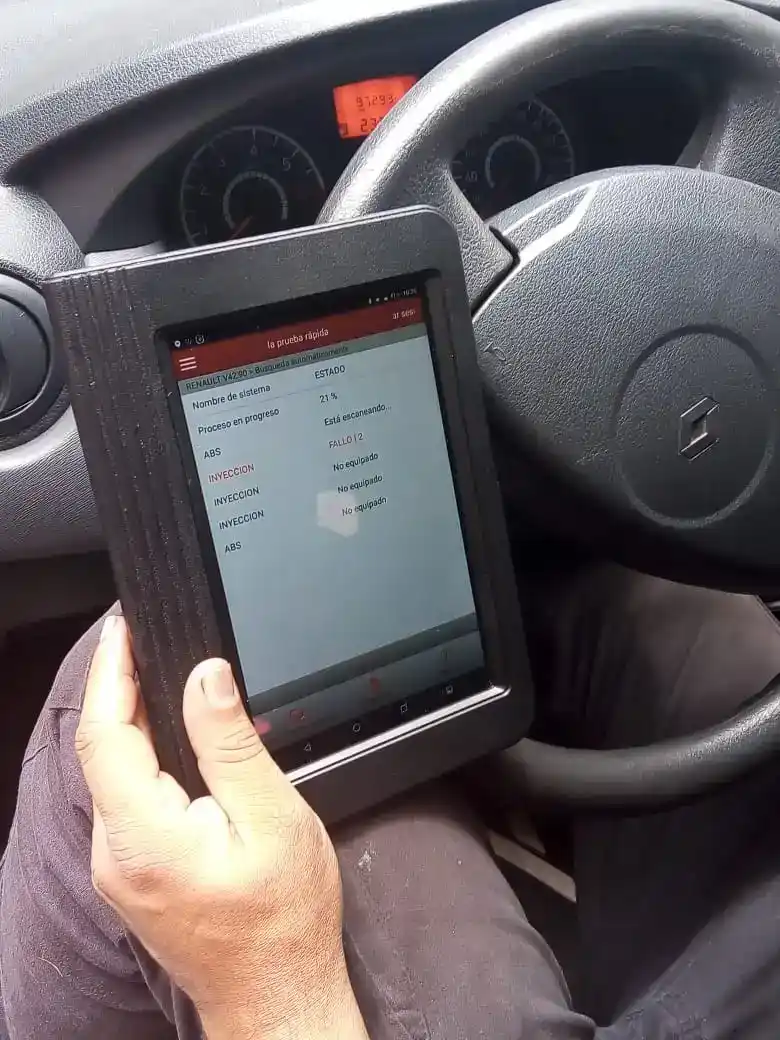 97293
la prueba rápida
RENAULT V42.90 > Búsqueda automáticamente
Nombre de sistema ESTADO
Proceso en progreso 21 %
ABS Está escaneando...
INYECCION FALLO | 2
INYECCION No equipado
INYECCION No equipado
ABS No equipado